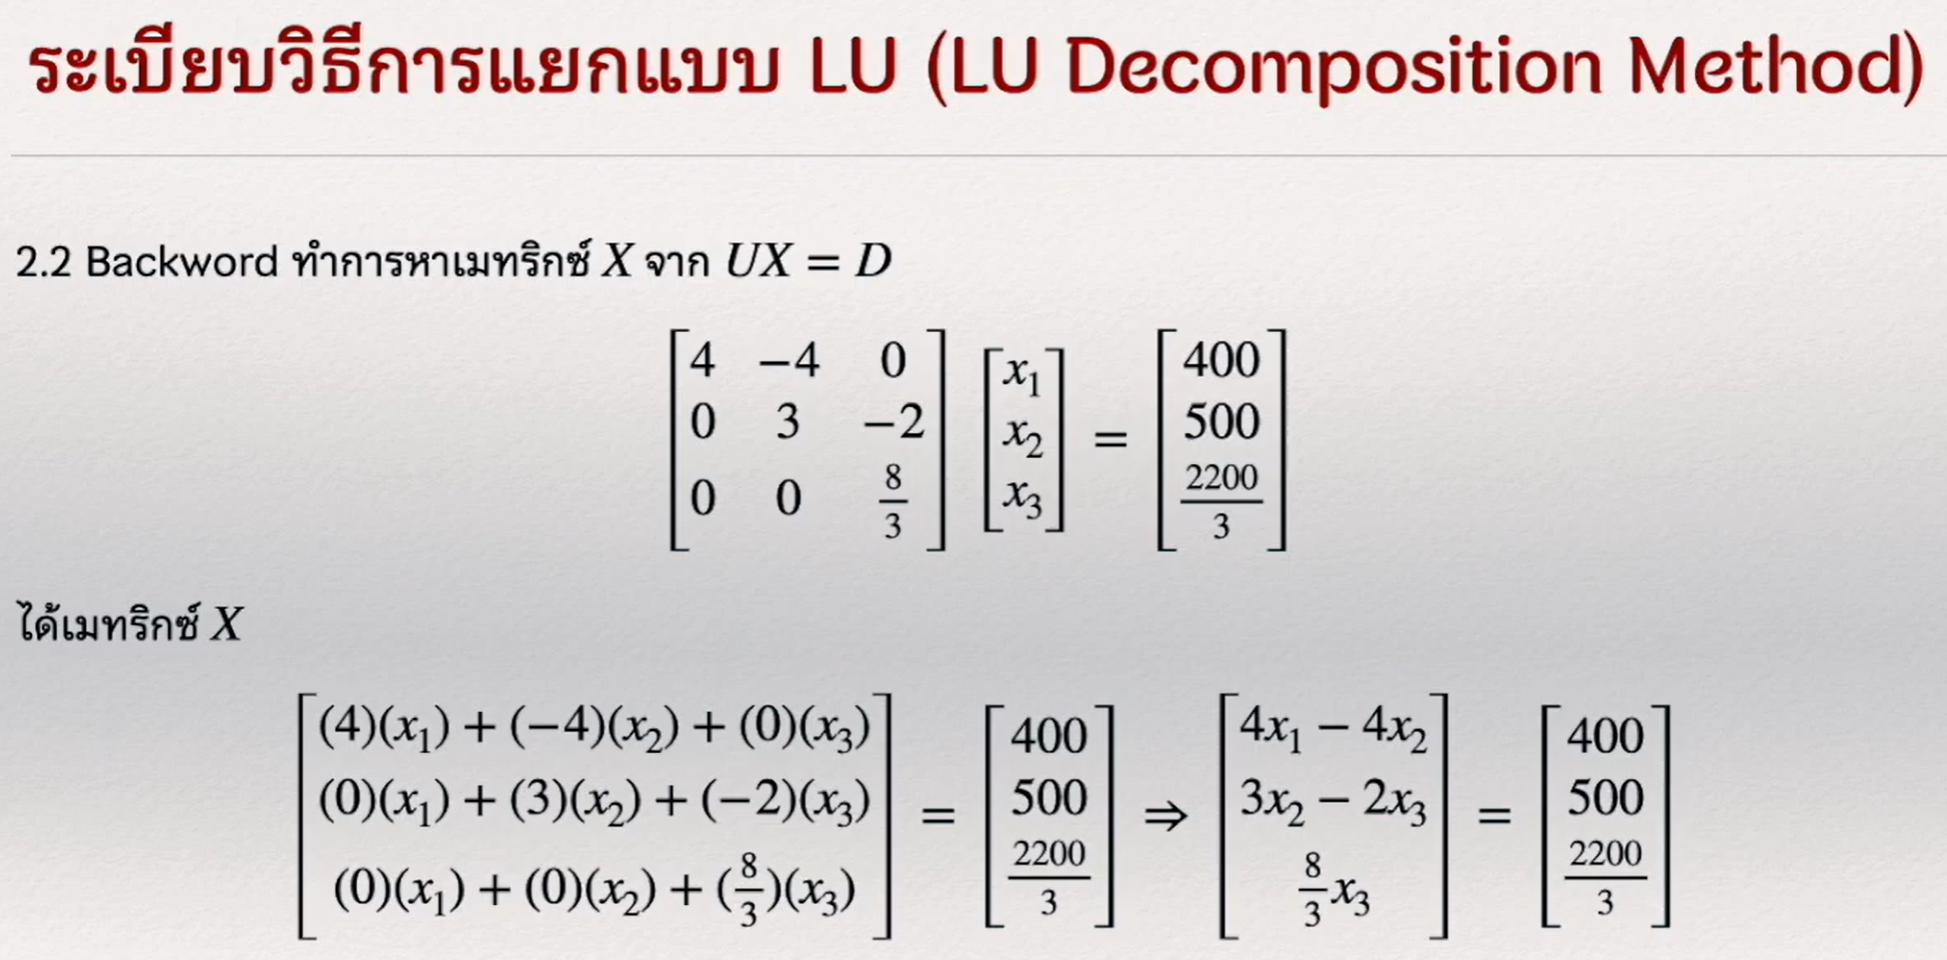 ระเบียบวิธีการแยกแบบ LU (LU Decomposition Method)
2.2 Backword ทำการหาเมทริกซ์ X จาก UX = D
[4 −4 0; 0 3 −2; 0 0 8/3] [x₁; x₂; x₃] = [400; 500; 2200/3]
ได้เมทริกซ์ X
[(4)(x₁) + (−4)(x₂) + (0)(x₃); (0)(x₁) + (3)(x₂) + (−2)(x₃); (0)(x₁) + (0)(x₂) + (8/3)(x₃)] = [400; 500; 2200/3] ⇒ [4x₁ − 4x₂; 3x₂ − 2x₃; 8/3 x₃] = [400; 500; 2200/3]